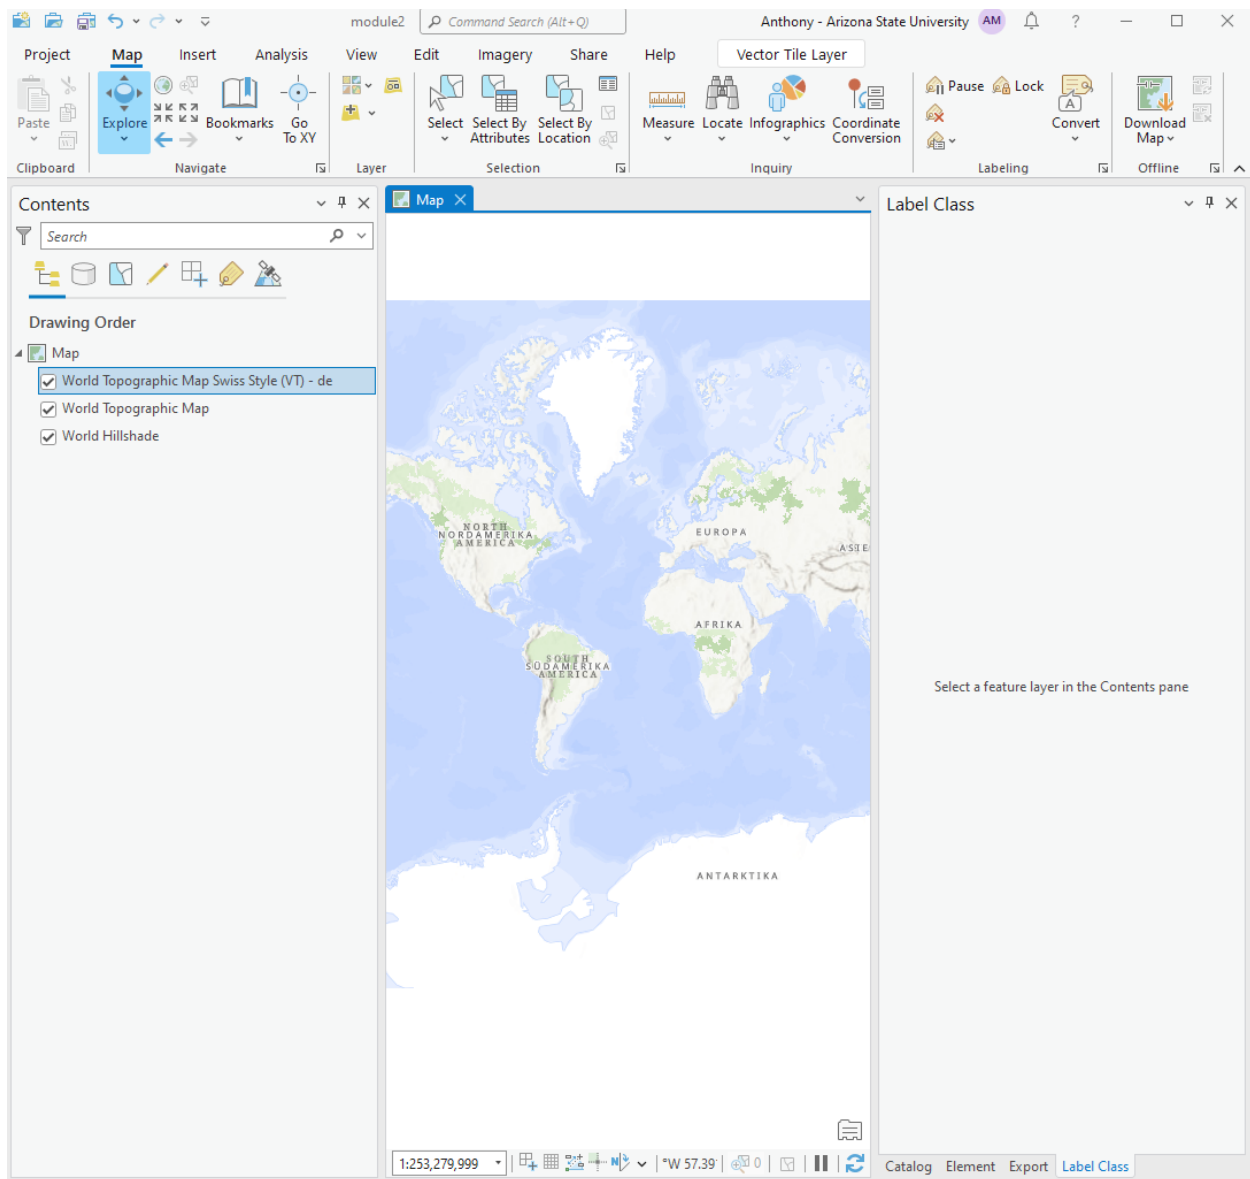 module2
Command Search (Alt+Q)
Anthony - Arizona State University
AM
?
Project
Map
Insert
Analysis
View
Edit
Imagery
Share
Help
Vector Tile Layer
Paste
Explore
Bookmarks
Go
To XY
Select
Select By
Attributes
Select By
Location
Measure
Locate
Infographics
Coordinate
Conversion
Pause
Lock
Convert
Download
Map
Clipboard
Navigate
Layer
Selection
Inquiry
Labeling
Offline
Contents
Search
Drawing Order
Map
World Topographic Map Swiss Style (VT) - de
World Topographic Map
World Hillshade
Map
NORTH
NORDAMERIKA
AMERICA
EUROPA
ASIE
AFRIKA
SOUTH
SÜDAMERIKA
AMERICA
ANTARKTIKA
1:253,279,999
N
°W 57.39
0
Label Class
Select a feature layer in the Contents pane
Catalog
Element
Export
Label Class